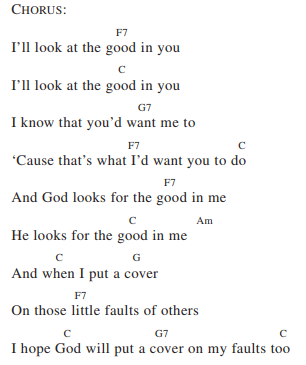 CHORUS:
F7
I'll look at the good in you
C
I'll look at the good in you
G7
I know that you'd want me to
F7 C
'Cause that's what I'd want you to do
F7
And God looks for the good in me
C Am
He looks for the good in me
C G
And when I put a cover
F7
On those little faults of others
C G7 C
I hope God will put a cover on my faults too